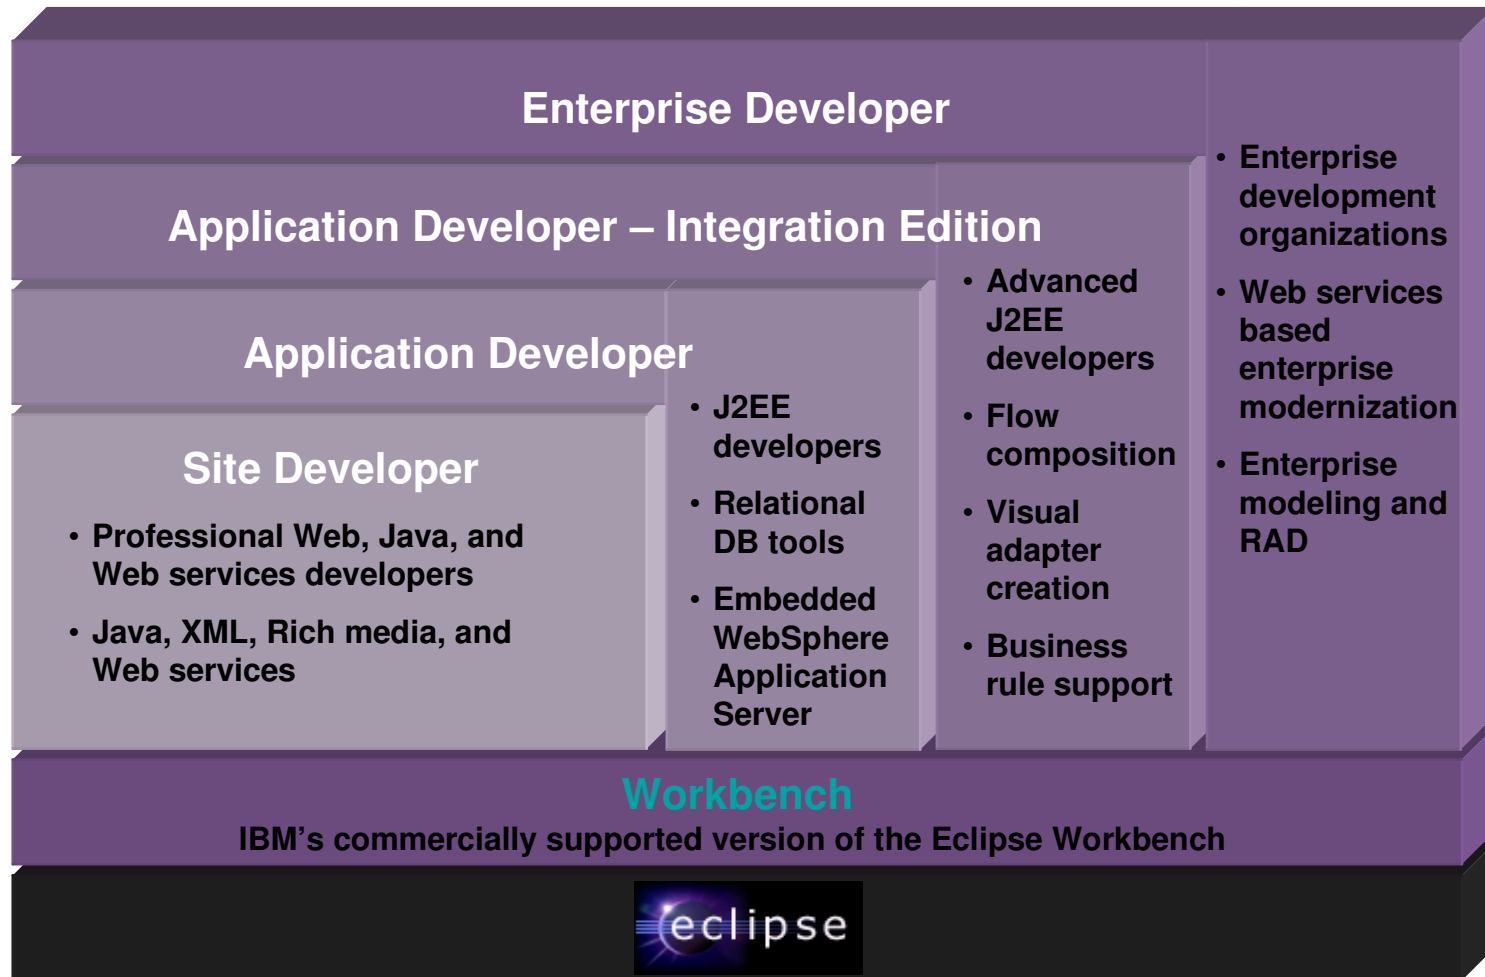 Enterprise Developer
• Enterprise
development
organizations
• Web services
based
enterprise
modernization
• Enterprise
modeling and
RAD
Application Developer – Integration Edition
• Advanced
J2EE
developers
• Flow
composition
• Visual
adapter
creation
• Business
rule support
Application Developer
• J2EE
developers
• Relational
DB tools
• Embedded
WebSphere
Application
Server
Site Developer
• Professional Web, Java, and
Web services developers
• Java, XML, Rich media, and
Web services
Workbench
IBM’s commercially supported version of the Eclipse Workbench
eclipse